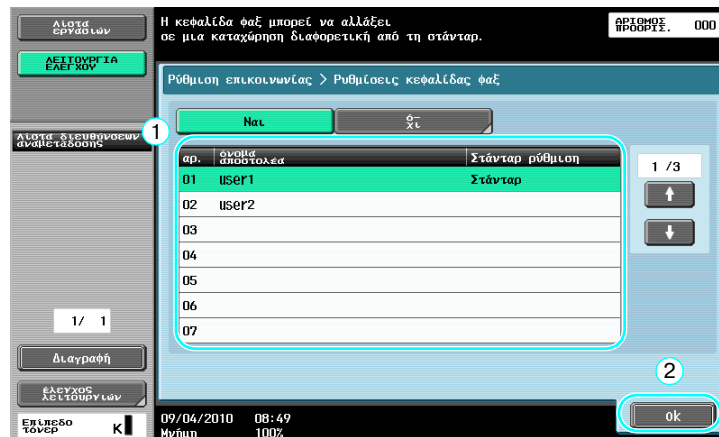 Λίστα
εργασιών
ΛΕΙΤΟΥΡΓΙΑ
ΕΛΕΓΧΟΥ
Λίστα διευθύνσεων
αναμετάδοσης
1/ 1
Διαγραφή
έλεγχος
λειτουργιών
Επίπεδο
τόνερ
K
Η κεφαλίδα φαξ μπορεί να αλλάξει
σε μια καταχώρηση διαφορετική από τη στάνταρ.
ΑΡΙΘΜΟΣ
ΠΡΟΟΡΙΣ.
000
Ρύθμιση επικοινωνίας > Ρυθμίσεις κεφαλίδας φαξ
1
Ναι
ό-
χι
αρ. όνομα
αποστολέα Στάνταρ ρύθμιση
01 user1 Στάνταρ
02 user2
03
04
05
06
07
1 /3
2
ok
09/04/2010 08:49
Μνήμη 100%